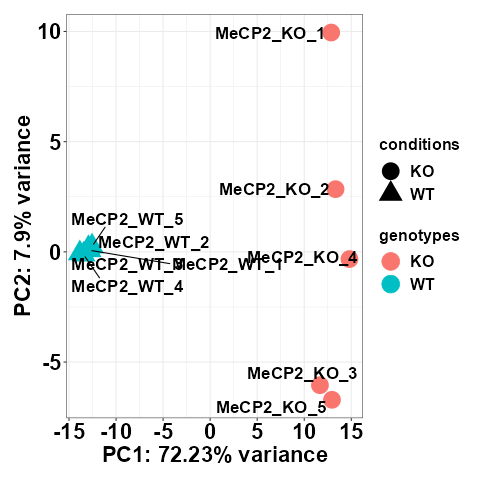 10
5
0
-5
-15
-10
-5
0
5
10
15
PC2: 7.9% variance
PC1: 72.23% variance
MeCP2_KO_1
MeCP2_KO_2
MeCP2_WT_5
MeCP2_WT_2
MeCP2_KO_4
MeCP2_WT_3
MeCP2_WT_1
MeCP2_WT_4
MeCP2_KO_3
MeCP2_KO_5
conditions
KO
WT
genotypes
KO
WT